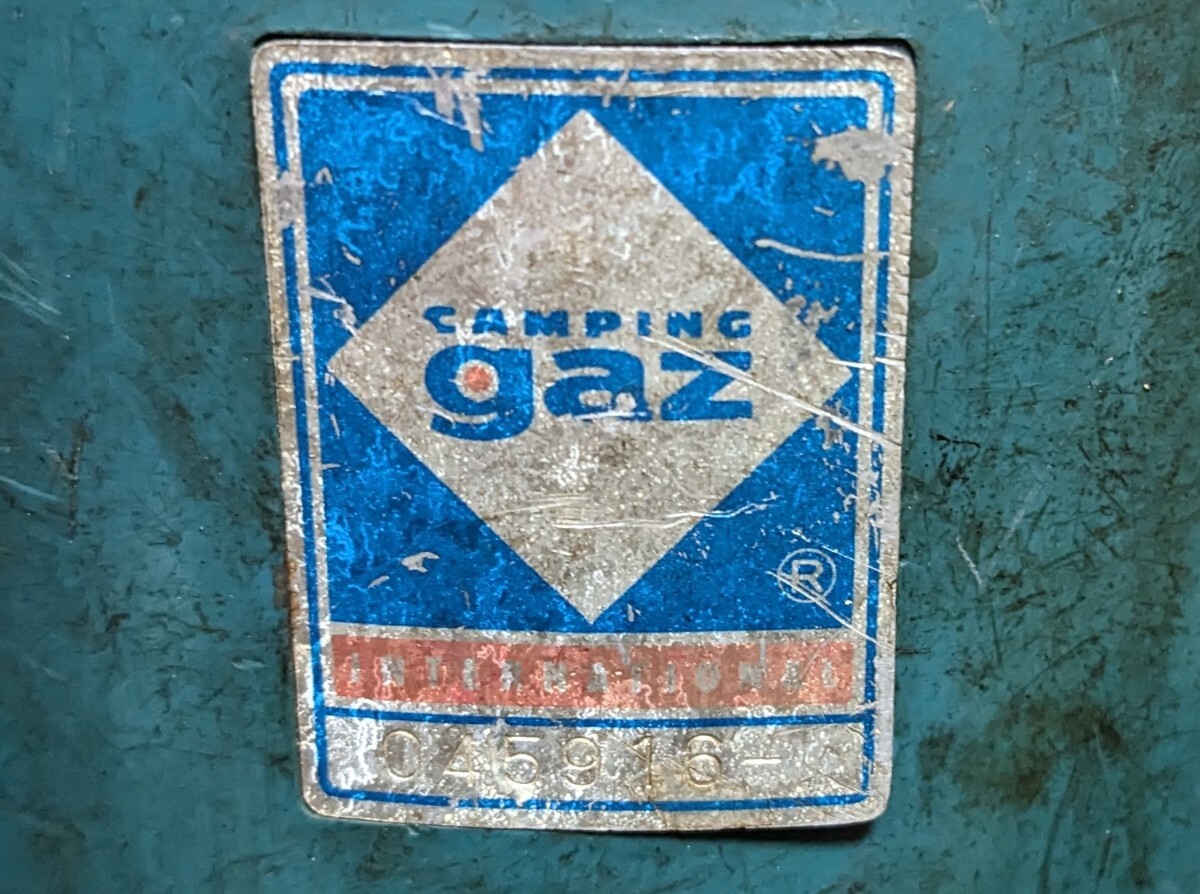 CAMPING
gaz
®
INTERNATIONAL
045916-